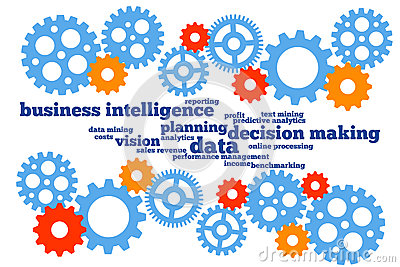 reporting
business intelligence
profit
text mining
predictive analytics
planning
data mining
analytics
costs
decision making
vision
data
online processing
sales revenue
performance management
income
benchmarking
dreamstime